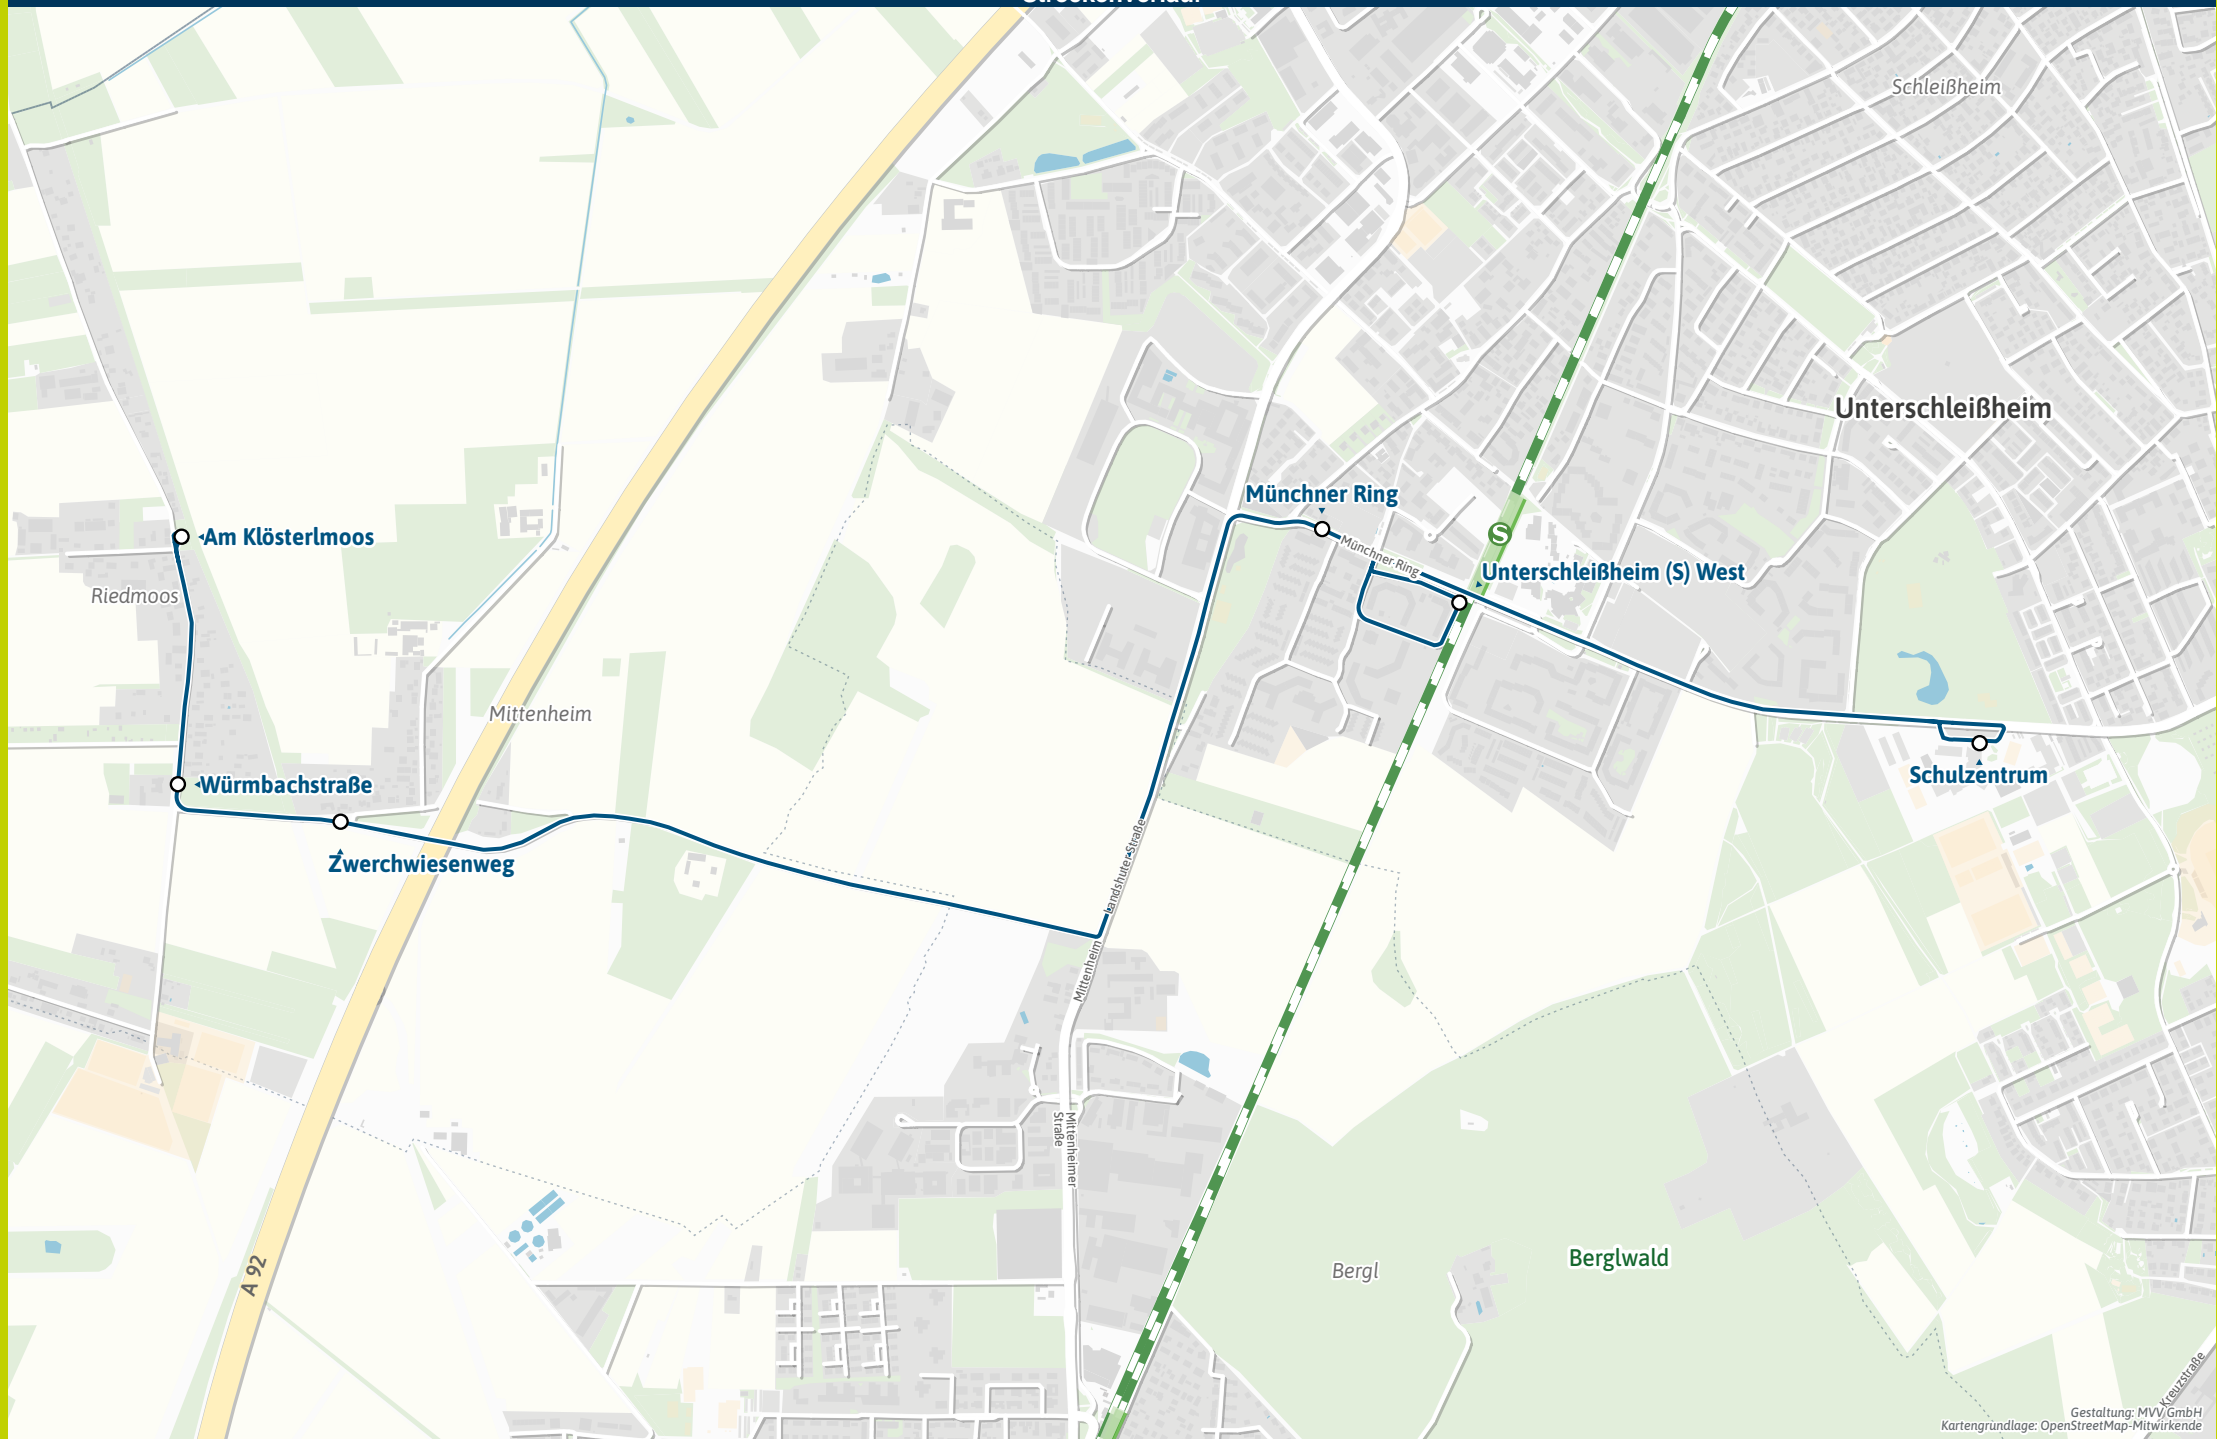 Streckenverlauf
Schleißheim
Unterschleißheim
Münchner Ring
Münchner-Ring
S
Unterschleißheim (S) West
Am Klösterlmoos
Riedmoos
Mittenheim
Würmbachstraße
Zwerchwiesenweg
Schulzentrum
Landshuter-Straße
Mittenheim
Mittenheimer
Straße
A 92
Bergl
Berglwald
Kreuzstraße
Gestaltung: MVV GmbH
Kartengrundlage: OpenStreetMap-Mitwirkende